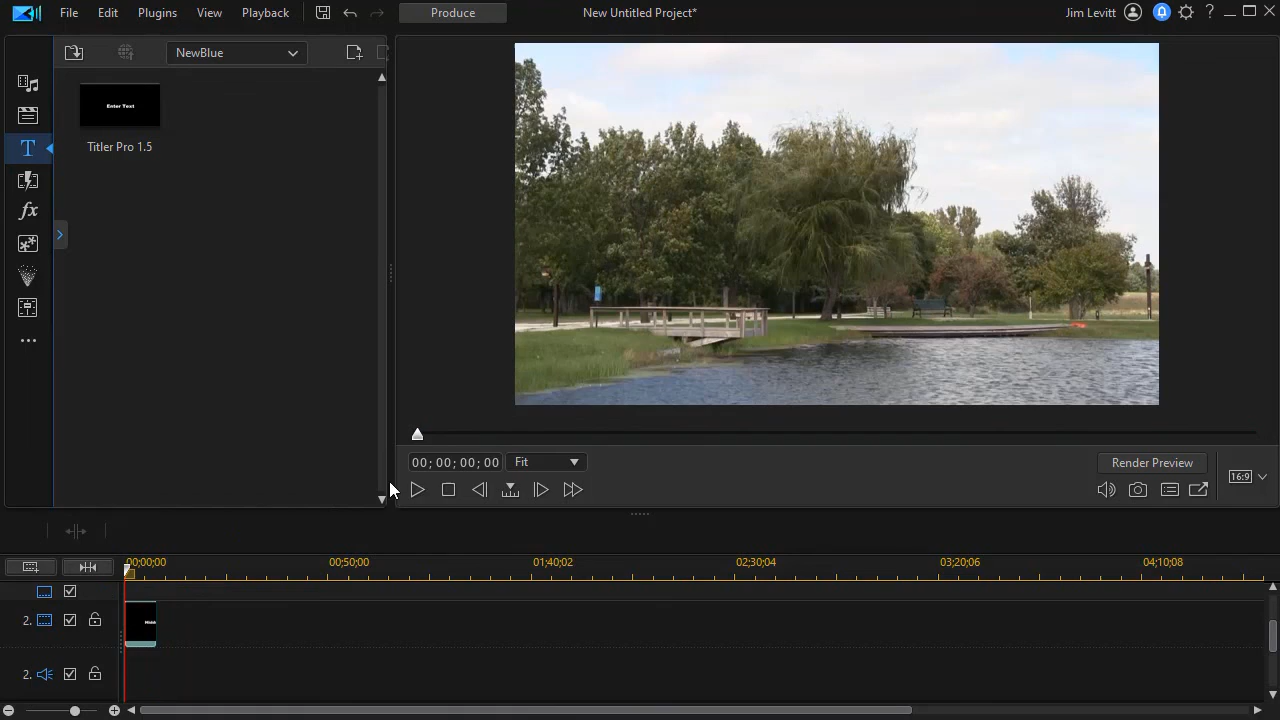 File Edit Plugins View Playback Produce New Untitled Project* Jim Levitt ?
NewBlue
Enter Text
Titler Pro 1.5
T
fx
00; 00; 00; 00 Fit Render Preview 16:9
00;00;00 00;50;00 01;40;02 02;30;04 03;20;06 04;10;08
2.
2.